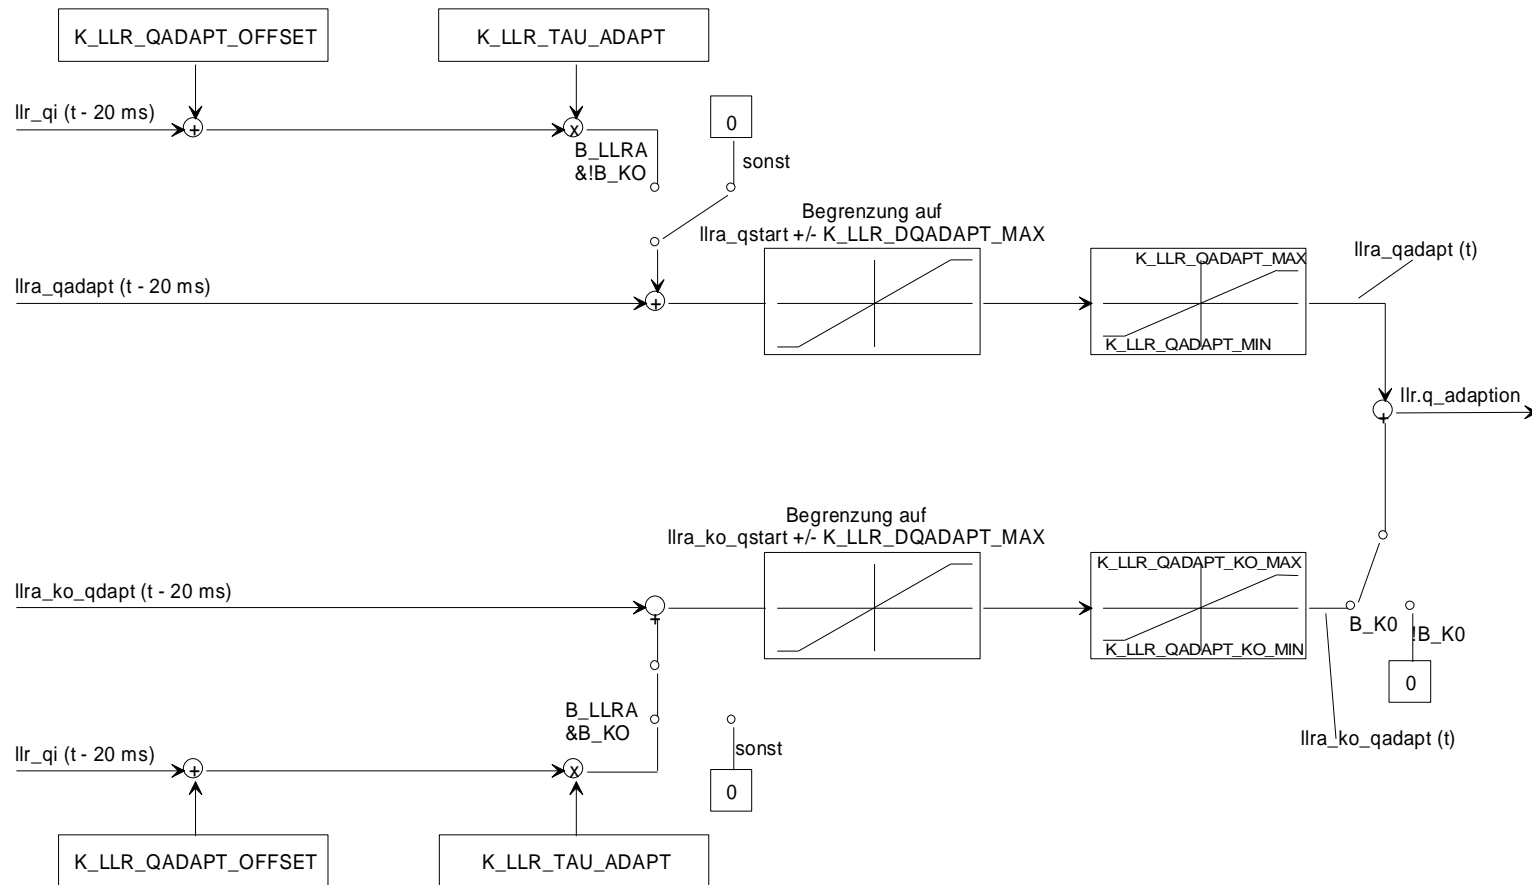 K_LLR_QADAPT_OFFSET
K_LLR_TAU_ADAPT
llr_qi (t - 20 ms)
+
x
0
B_LLRA
&!B_KO
sonst
Begrenzung auf
llra_qstart +/- K_LLR_DQADAPT_MAX
llra_qadapt (t - 20 ms)
+
K_LLR_QADAPT_MAX
K_LLR_QADAPT_MIN
llra_qadapt (t)
llr.q_adaption
+
Begrenzung auf
llra_ko_qstart +/- K_LLR_DQADAPT_MAX
llra_ko_qdapt (t - 20 ms)
+
K_LLR_QADAPT_KO_MAX
K_LLR_QADAPT_KO_MIN
B_K0
!B_K0
0
llra_ko_qadapt (t)
B_LLRA
&B_KO
sonst
0
llr_qi (t - 20 ms)
+
x
K_LLR_QADAPT_OFFSET
K_LLR_TAU_ADAPT